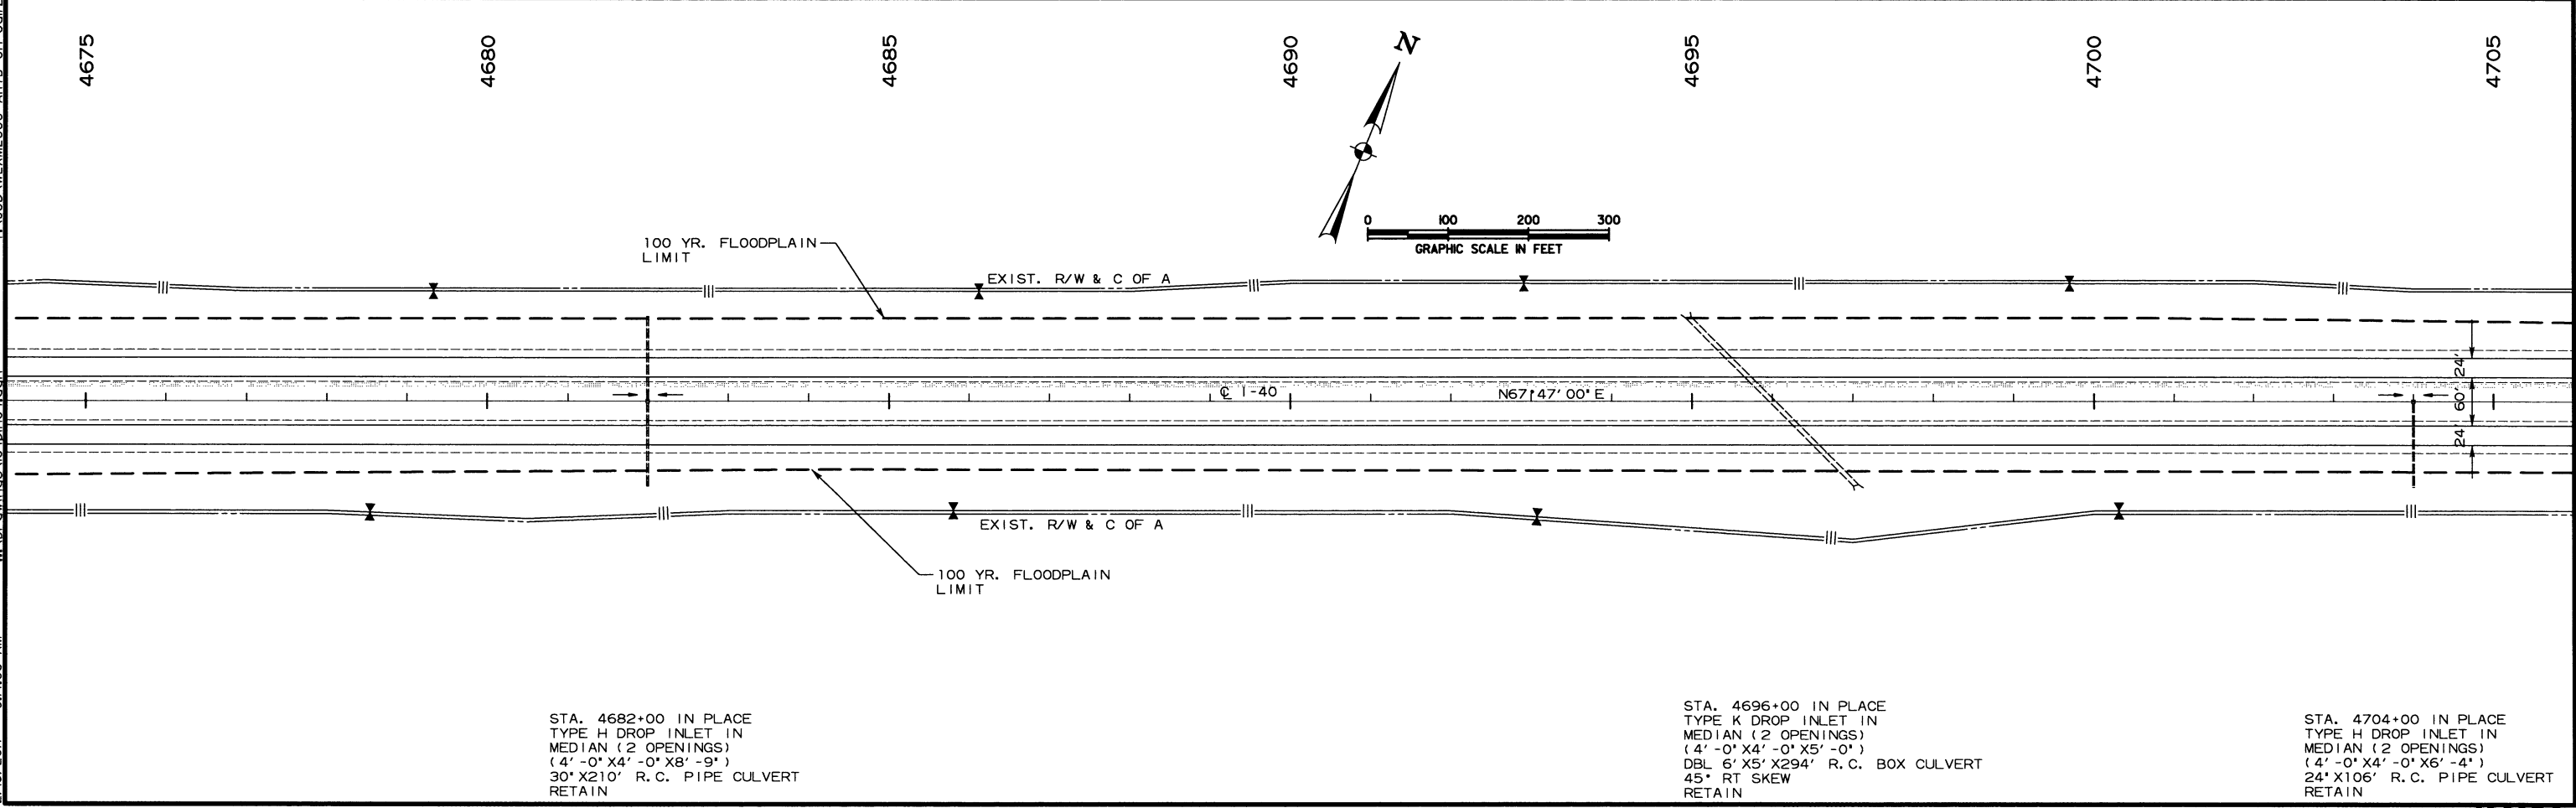 4675
4680
4685
4690
4695
4700
4705
N
0 100 200 300
GRAPHIC SCALE IN FEET
100 YR. FLOODPLAIN
LIMIT
EXIST. R/W & C OF A
℄ I-40
N67°47'00"E
24'
60'
24'
EXIST. R/W & C OF A
100 YR. FLOODPLAIN
LIMIT
STA. 4682+00 IN PLACE
TYPE H DROP INLET IN
MEDIAN (2 OPENINGS)
(4'-0"X4'-0"X8'-9")
30"X210' R.C. PIPE CULVERT
RETAIN
STA. 4696+00 IN PLACE
TYPE K DROP INLET IN
MEDIAN (2 OPENINGS)
(4'-0"X4'-0"X5'-0")
DBL 6'X5'X294' R.C. BOX CULVERT
45° RT SKEW
RETAIN
STA. 4704+00 IN PLACE
TYPE H DROP INLET IN
MEDIAN (2 OPENINGS)
(4'-0"X4'-0"X6'-4")
24"X106' R.C. PIPE CULVERT
RETAIN